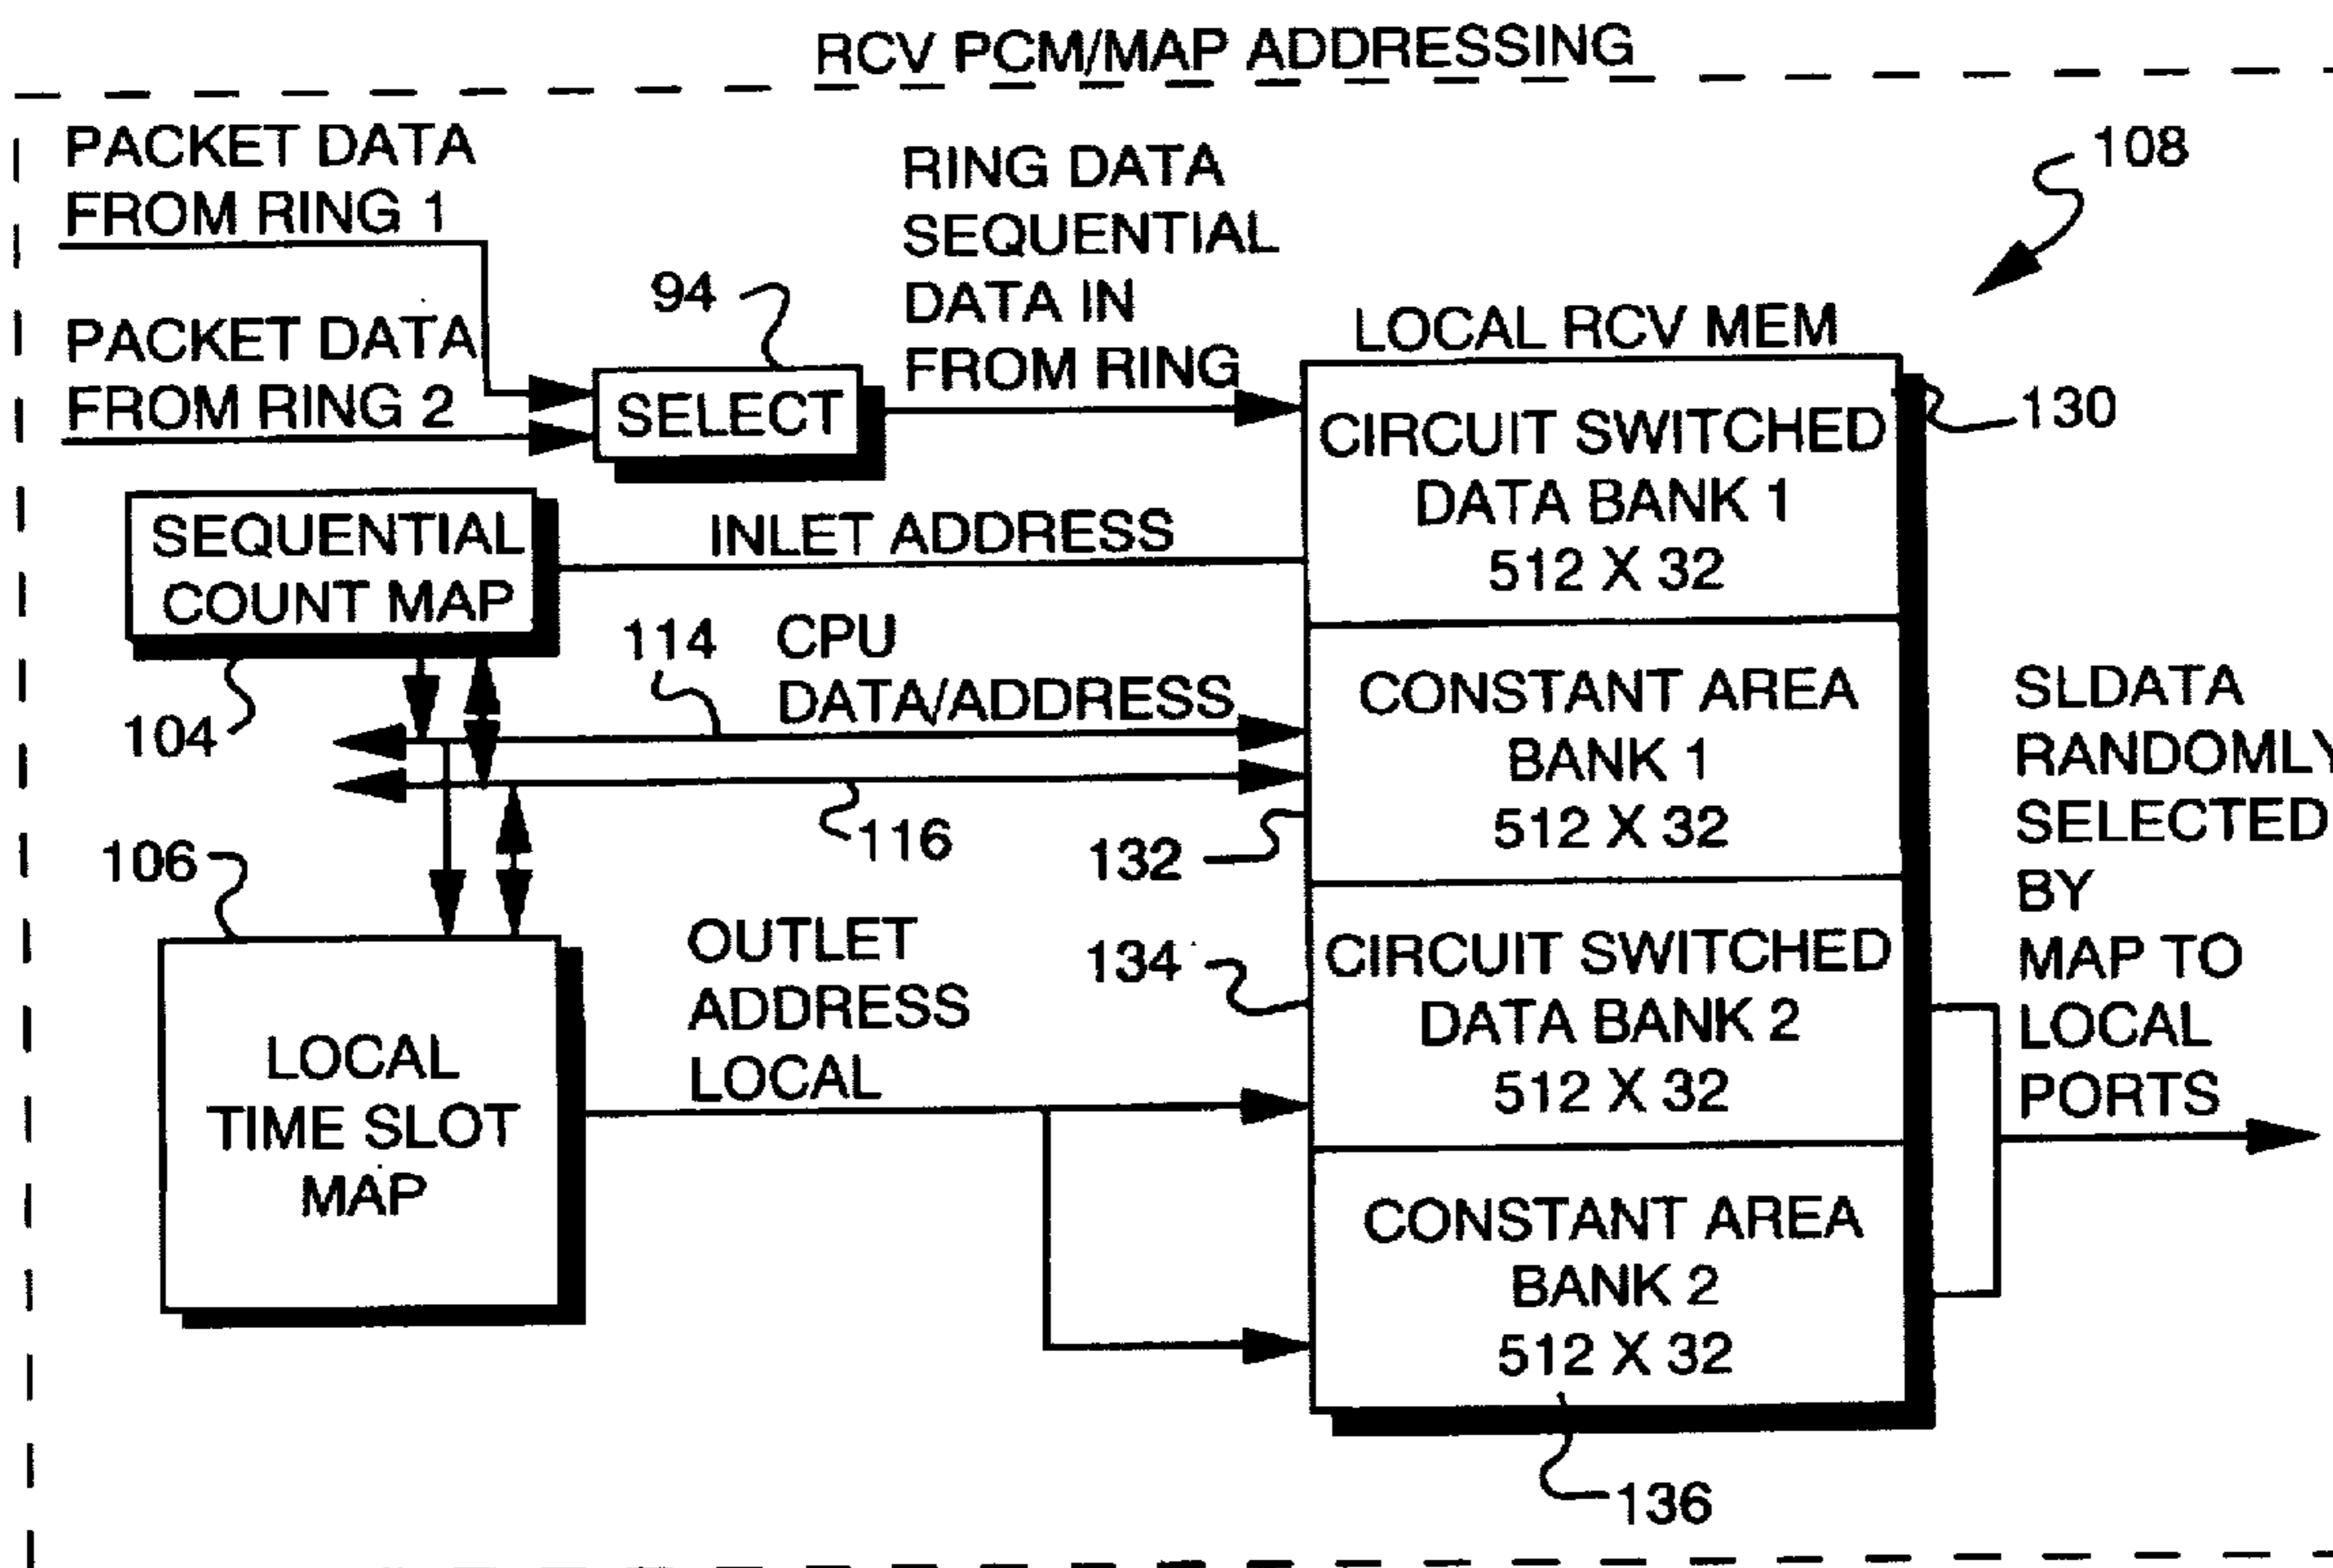 RCV PCM/MAP ADDRESSING
PACKET DATA
FROM RING 1
PACKET DATA
FROM RING 2
94
SELECT
RING DATA
SEQUENTIAL
DATA IN
FROM RING
108
LOCAL RCV MEM
130
CIRCUIT SWITCHED
DATA BANK 1
512 X 32
SEQUENTIAL
COUNT MAP
INLET ADDRESS
104
114
CPU
DATA/ADDRESS
116
CONSTANT AREA
BANK 1
512 X 32
132
106
LOCAL
TIME SLOT
MAP
OUTLET
ADDRESS
LOCAL
134
CIRCUIT SWITCHED
DATA BANK 2
512 X 32
CONSTANT AREA
BANK 2
512 X 32
136
SLDATA
RANDOMLY
SELECTED
BY
MAP TO
LOCAL
PORTS